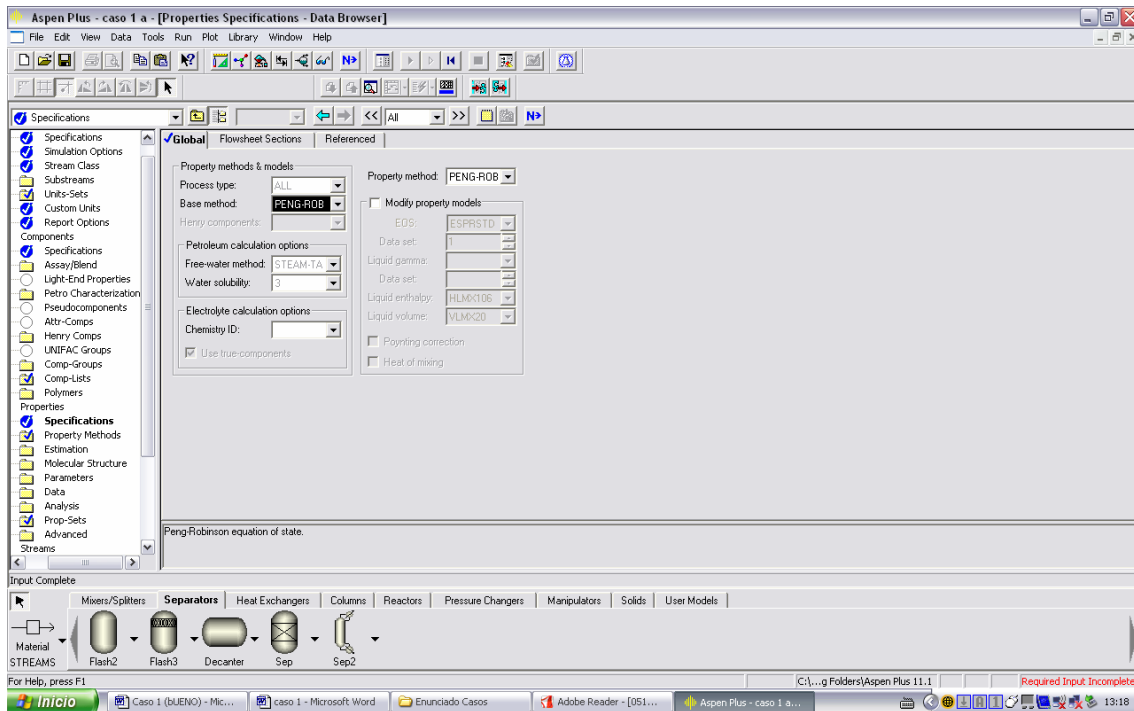 Aspen Plus - caso 1 a - [Properties Specifications - Data Browser]
File Edit View Data Tools Run Plot Library Window Help
N>
Specifications
All
<< >> N>
Global Flowsheet Sections Referenced
Specifications
Simulation Options
Stream Class
Substreams
Units-Sets
Custom Units
Report Options
Components
Specifications
Assay/Blend
Light-End Properties
Petro Characterization
Pseudocomponents
Attr-Comps
Henry Comps
UNIFAC Groups
Comp-Groups
Comp-Lists
Polymers
Properties
Specifications
Property Methods
Estimation
Molecular Structure
Parameters
Data
Analysis
Prop-Sets
Advanced
Streams
Property methods & models
Process type: ALL
Base method: PENG-ROB
Henry components:
Petroleum calculation options
Free-water method: STEAM-TA
Water solubility: 3
Electrolyte calculation options
Chemistry ID:
Use true-components
Property method: PENG-ROB
Modify property models
EOS: ESPRSTD
Data set: 1
Liquid gamma:
Data set:
Liquid enthalpy: HLMX106
Liquid volume: VLMX20
Poynting correction
Heat of mixing
Peng-Robinson equation of state.
Input Complete
Mixers/Splitters Separators Heat Exchangers Columns Reactors Pressure Changers Manipulators Solids User Models
Material
STREAMS Flash2 Flash3 Decanter Sep Sep2
For Help, press F1 C:\...g Folders\Aspen Plus 11.1 Required Input Incomplete
Inicio Caso 1 (bUENO) - Mic... caso 1 - Microsoft Word Enunciado Casos Adobe Reader - [051... Aspen Plus - caso 1 a... 13:18